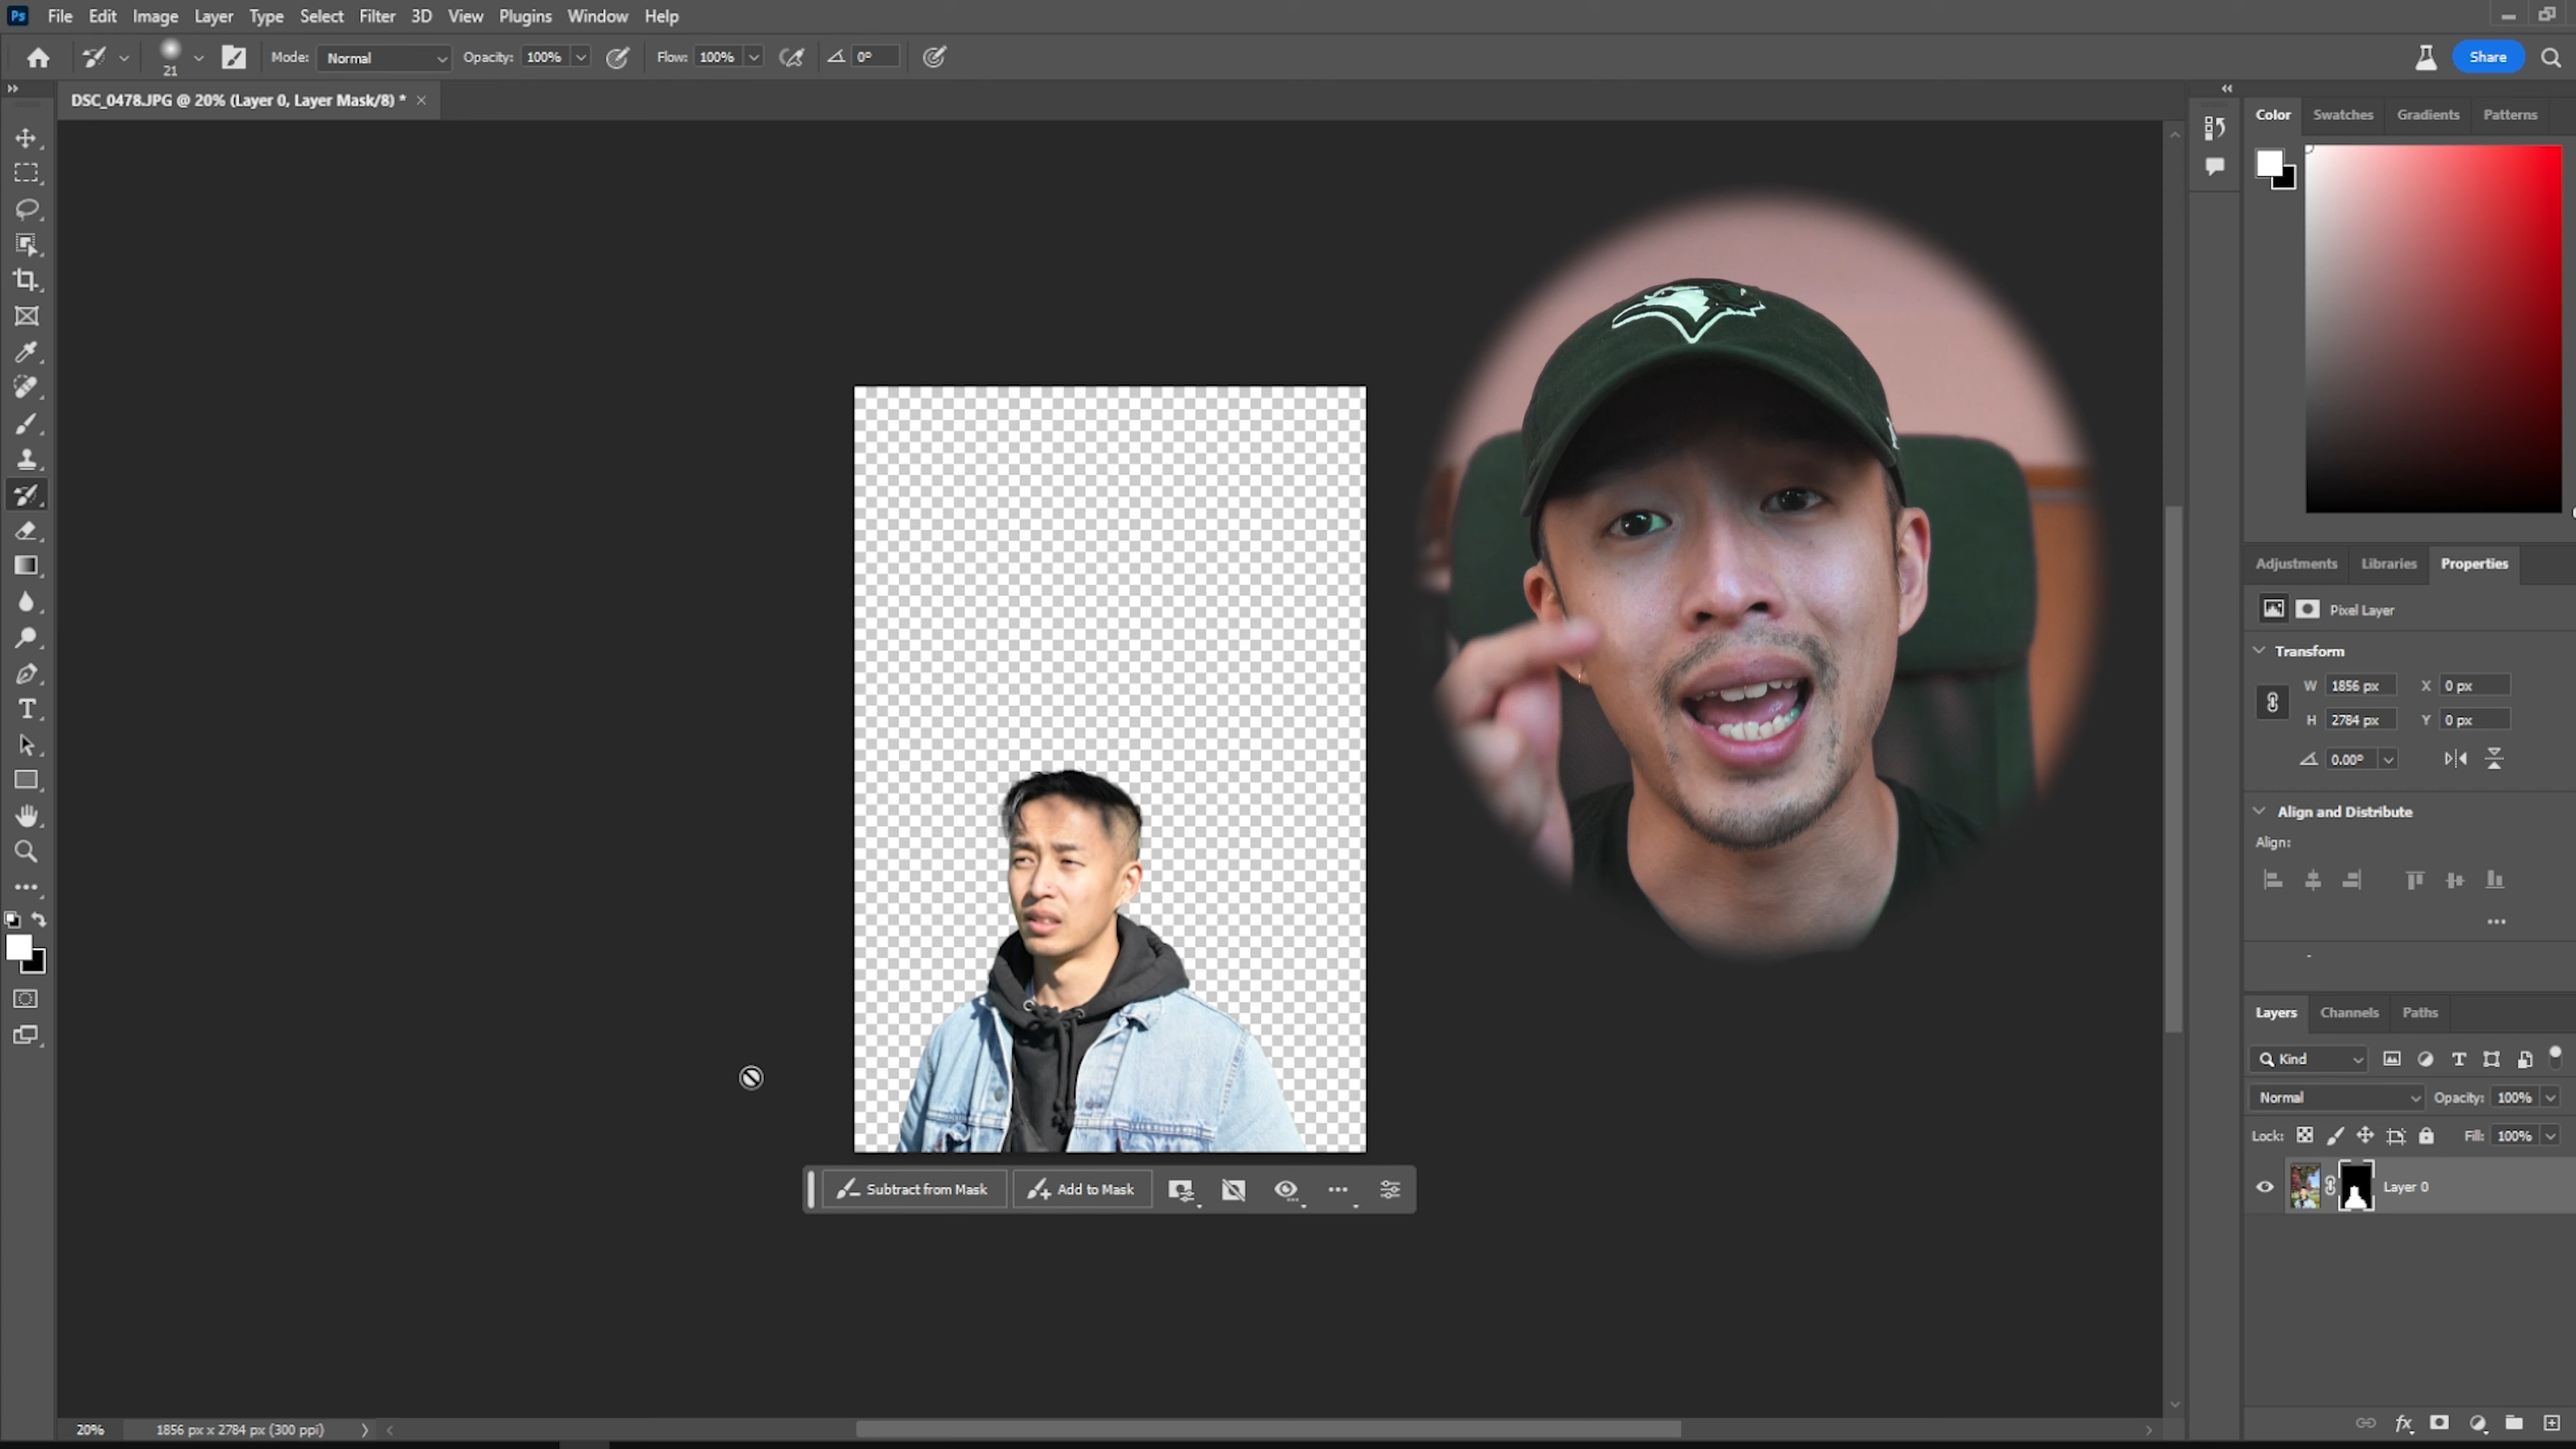 Ps File Edit Image Layer Type Select Filter 3D View Plugins Window Help
21 Mode: Normal Opacity: 100% Flow: 100% 0° Share
DSC_0478.JPG @ 20% (Layer 0, Layer Mask/8) * ×
Color Swatches Gradients Patterns
Adjustments Libraries Properties
Pixel Layer
Transform
W 1856 px X 0 px
H 2784 px Y 0 px
0.00°
Align and Distribute
Align:
Layers Channels Paths
Kind
Normal Opacity: 100%
Lock: Fill: 100%
Subtract from Mask Add to Mask
Layer 0
20% 1856 px x 2784 px (300 ppi)